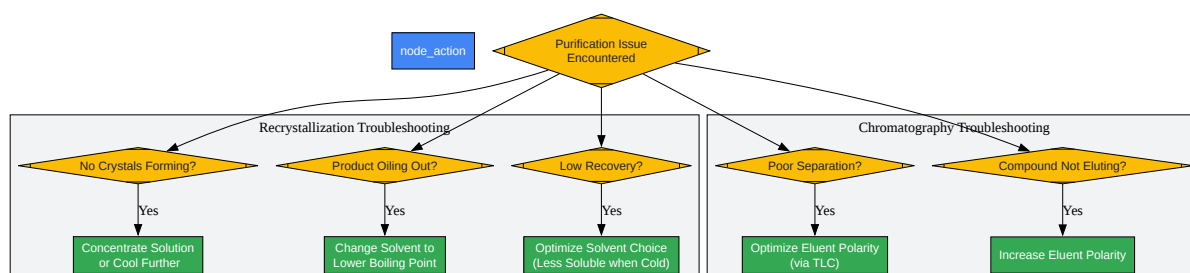 node_action
Purification Issue
Encountered
Recrystallization Troubleshooting
Chromatography Troubleshooting
No Crystals Forming?
Product Oiling Out?
Low Recovery?
Poor Separation?
Compound Not Eluting?
Yes
Yes
Yes
Yes
Yes
Concentrate Solution
or Cool Further
Change Solvent to
Lower Boiling Point
Optimize Solvent Choice
(Less Soluble when Cold)
Optimize Eluent Polarity
(via TLC)
Increase Eluent Polarity